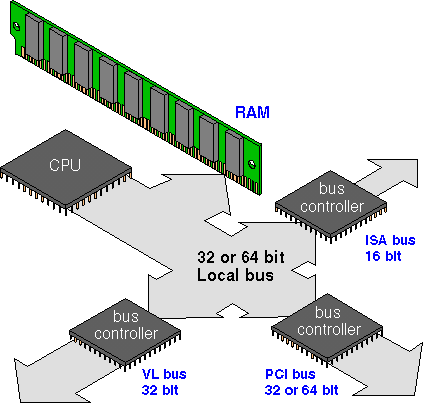 RAM
CPU
bus
controller
ISA bus
16 bit
32 or 64 bit
Local bus
bus
controller
VL bus
32 bit
bus
controller
PCI bus
32 or 64 bit